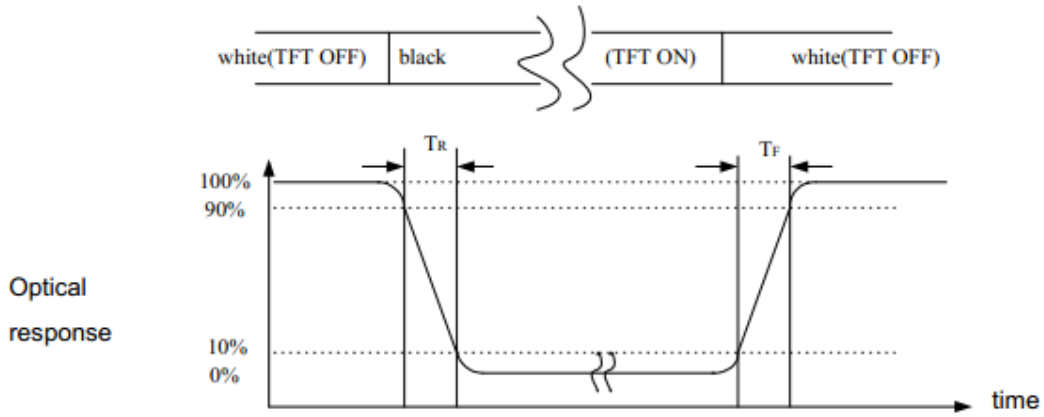 white(TFT OFF) black (TFT ON) white(TFT OFF)
TR TF
100%
90%
Optical
response
10%
0%
time